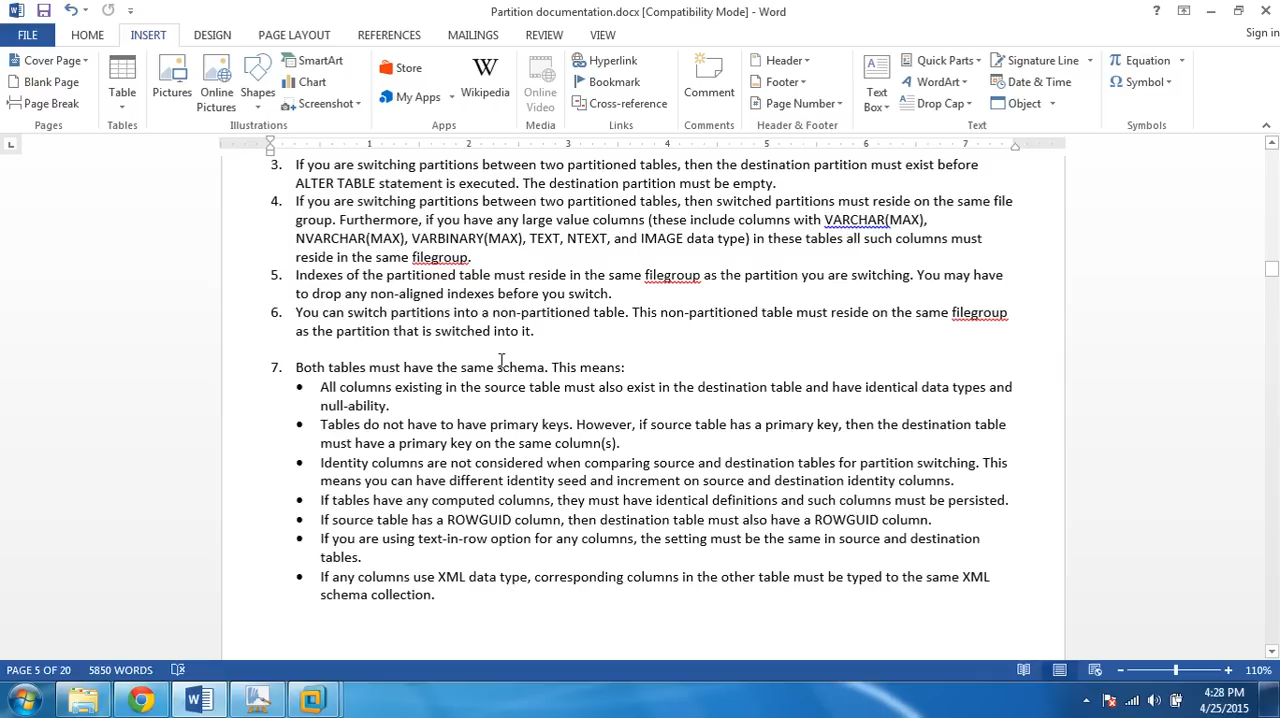 Partition documentation.docx [Compatibility Mode] - Word
?
FILE HOME INSERT DESIGN PAGE LAYOUT REFERENCES MAILINGS REVIEW VIEW Sign in
Cover Page
Blank Page
Page Break
Pages
Table
Tables
Pictures
Online Pictures
Shapes
SmartArt
Chart
Screenshot
Illustrations
Store
My Apps
Wikipedia
Apps
Online Video
Media
Hyperlink
Bookmark
Cross-reference
Links
Comment
Comments
Header
Footer
Page Number
Header & Footer
Text Box
Quick Parts
WordArt
Drop Cap
Signature Line
Date & Time
Object
Text
Equation
Symbol
Symbols
1 2 3 4 5 6 7
3. If you are switching partitions between two partitioned tables, then the destination partition must exist before
ALTER TABLE statement is executed. The destination partition must be empty.
4. If you are switching partitions between two partitioned tables, then switched partitions must reside on the same file
group. Furthermore, if you have any large value columns (these include columns with VARCHAR(MAX),
NVARCHAR(MAX), VARBINARY(MAX), TEXT, NTEXT, and IMAGE data type) in these tables all such columns must
reside in the same filegroup.
5. Indexes of the partitioned table must reside in the same filegroup as the partition you are switching. You may have
to drop any non-aligned indexes before you switch.
6. You can switch partitions into a non-partitioned table. This non-partitioned table must reside on the same filegroup
as the partition that is switched into it.
7. Both tables must have the same schema. This means:
• All columns existing in the source table must also exist in the destination table and have identical data types and
null-ability.
• Tables do not have to have primary keys. However, if source table has a primary key, then the destination table
must have a primary key on the same column(s).
• Identity columns are not considered when comparing source and destination tables for partition switching. This
means you can have different identity seed and increment on source and destination identity columns.
• If tables have any computed columns, they must have identical definitions and such columns must be persisted.
• If source table has a ROWGUID column, then destination table must also have a ROWGUID column.
• If you are using text-in-row option for any columns, the setting must be the same in source and destination
tables.
• If any columns use XML data type, corresponding columns in the other table must be typed to the same XML
schema collection.
PAGE 5 OF 20 5850 WORDS 110%
4:28 PM
4/25/2015